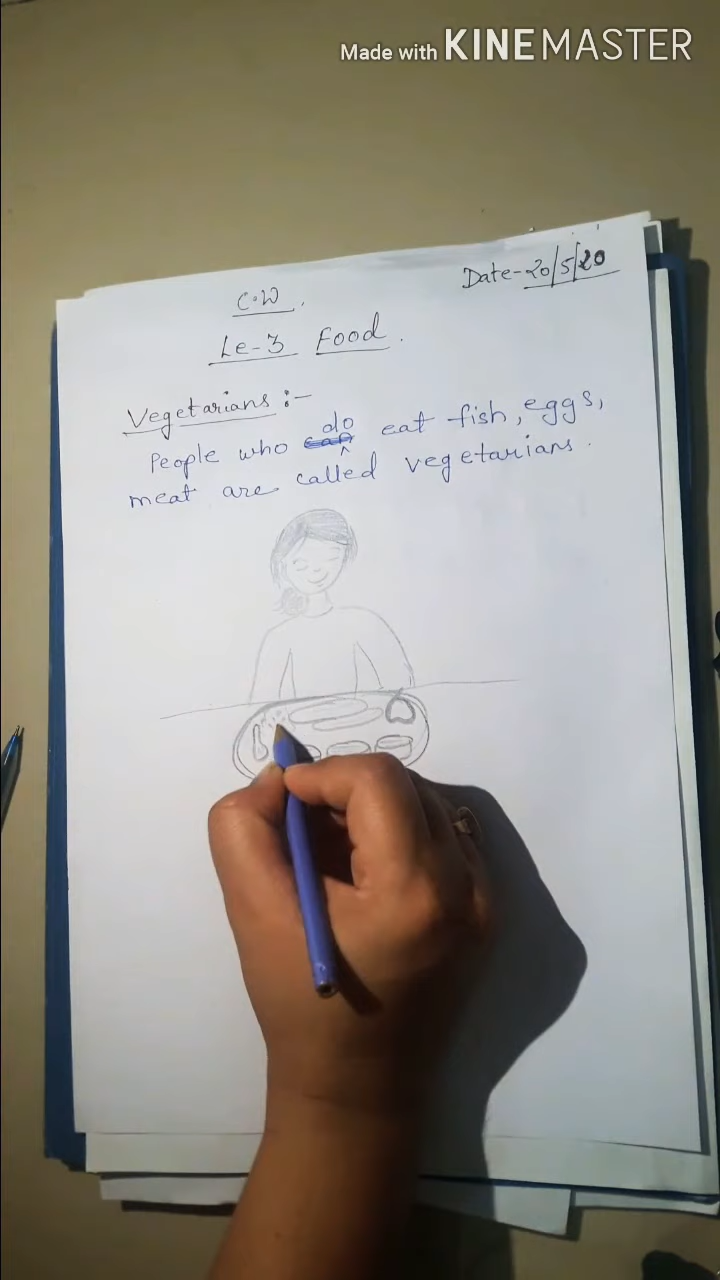 Made with KINEMASTER
Date-20/5/20
C.W.
Le-3 Food.
Vegetarians :-
People who do eat fish, eggs,
meat are called vegetarians.